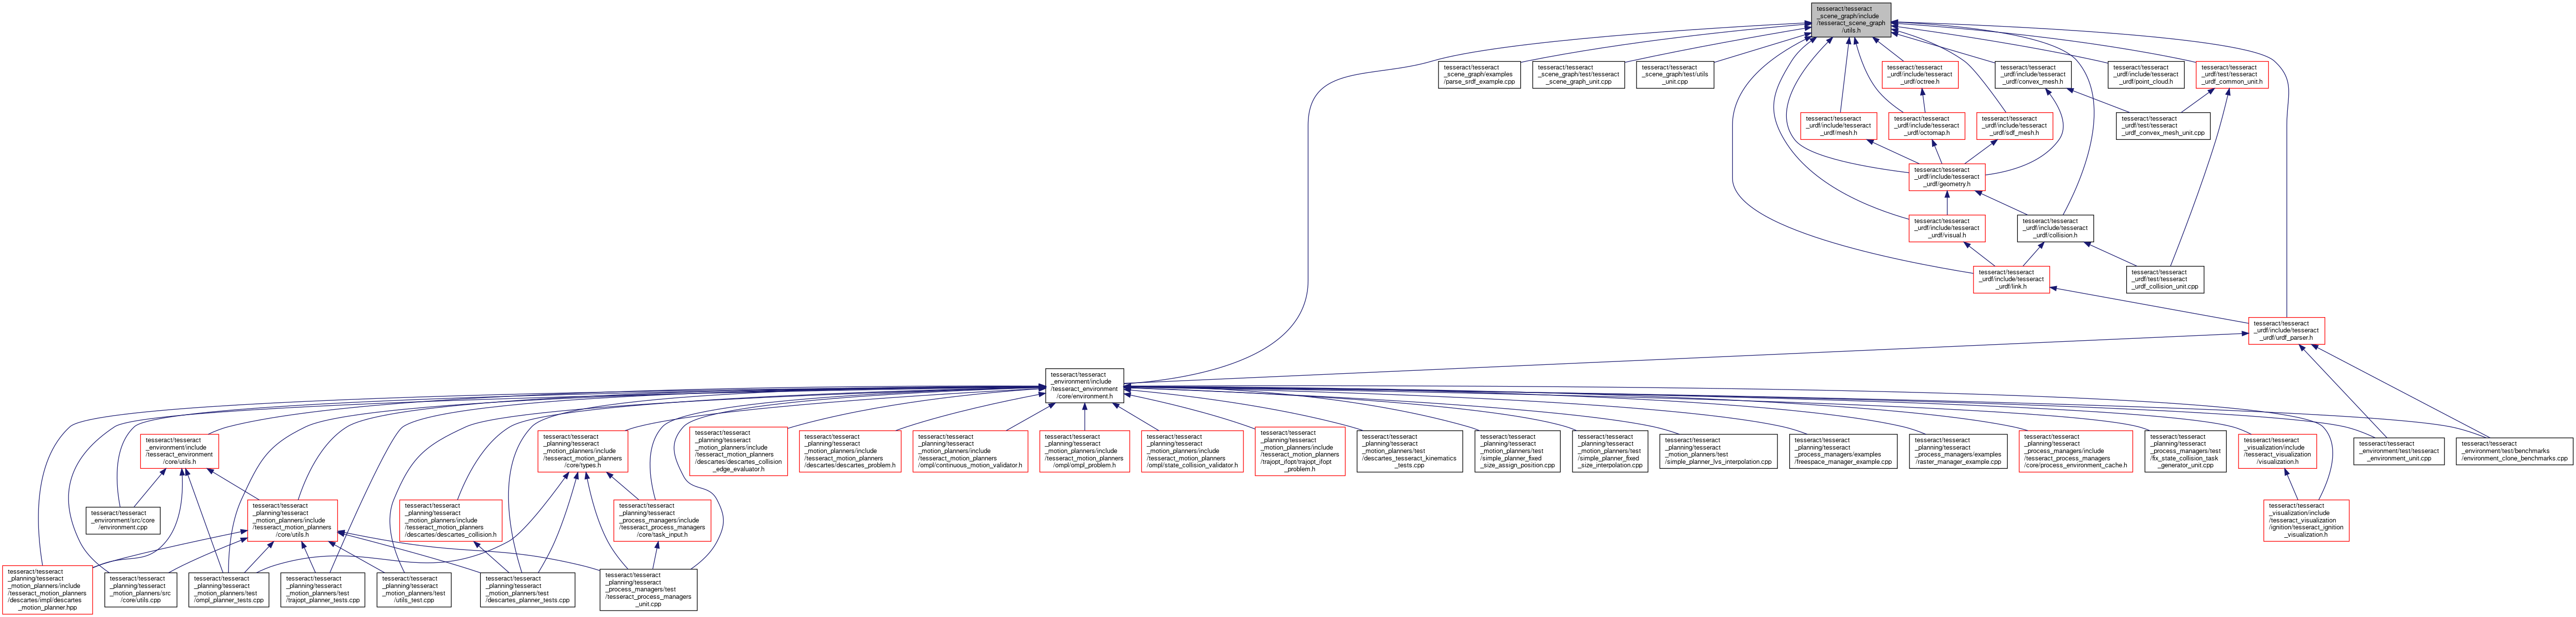 tesseract/tesseract
_scene_graph/include
/tesseract_scene_graph
/utils.h
tesseract/tesseract
_scene_graph/examples
/parse_srdf_example.cpp
tesseract/tesseract
_scene_graph/test/tesseract
_scene_graph_unit.cpp
tesseract/tesseract
_scene_graph/test/utils
_unit.cpp
tesseract/tesseract
_urdf/include/tesseract
_urdf/octree.h
tesseract/tesseract
_urdf/include/tesseract
_urdf/convex_mesh.h
tesseract/tesseract
_urdf/include/tesseract
_urdf/point_cloud.h
tesseract/tesseract
_urdf/test/tesseract
_urdf_common_unit.h
tesseract/tesseract
_urdf/include/tesseract
_urdf/mesh.h
tesseract/tesseract
_urdf/include/tesseract
_urdf/octomap.h
tesseract/tesseract
_urdf/include/tesseract
_urdf/sdf_mesh.h
tesseract/tesseract
_urdf/test/tesseract
_urdf_convex_mesh_unit.cpp
tesseract/tesseract
_urdf/include/tesseract
_urdf/geometry.h
tesseract/tesseract
_urdf/include/tesseract
_urdf/visual.h
tesseract/tesseract
_urdf/include/tesseract
_urdf/collision.h
tesseract/tesseract
_urdf/include/tesseract
_urdf/link.h
tesseract/tesseract
_urdf/test/tesseract
_urdf_collision_unit.cpp
tesseract/tesseract
_urdf/include/tesseract
_urdf/urdf_parser.h
tesseract/tesseract
_environment/include
/tesseract_environment
/core/environment.h
tesseract/tesseract
_environment/include
/tesseract_environment
/core/utils.h
tesseract_planning
_planning/tesseract
_motion_planners/include
/tesseract_motion_planners
/core/types.h
tesseract/tesseract
_planning/tesseract
_motion_planners/include
/tesseract_motion_planners
/descartes/descartes_collision
_edge_evaluator.h
tesseract/tesseract
_planning/tesseract
_motion_planners/include
/tesseract_motion_planners
/descartes/descartes_problem.h
tesseract/tesseract
_planning/tesseract
_motion_planners/include
/tesseract_motion_planners
/ompl/continuous_motion_validator.h
tesseract/tesseract
_planning/tesseract
_motion_planners/include
/tesseract_motion_planners
/ompl/ompl_problem.h
tesseract/tesseract
_planning/tesseract
_motion_planners/include
/tesseract_motion_planners
/ompl/state_collision_validator.h
tesseract/tesseract
_planning/tesseract
_motion_planners/include
/tesseract_motion_planners
/trajopt_ifopt/trajopt_ifopt
_problem.h
tesseract/tesseract
_planning/tesseract
_motion_planners/test
/descartes_tesseract_kinematics
_tests.cpp
tesseract/tesseract
_planning/tesseract
_motion_planners/test
/simple_planner_fixed
_size_assign_position.cpp
tesseract/tesseract
_planning/tesseract
_motion_planners/test
/simple_planner_fixed
_size_interpolation.cpp
tesseract/tesseract
_planning/tesseract
_motion_planners/test
/simple_planner_lvs_interpolation.cpp
tesseract/tesseract
_planning/tesseract
_process_managers/examples
/freespace_manager_example.cpp
tesseract/tesseract
_planning/tesseract
_process_managers/examples
/raster_manager_example.cpp
tesseract/tesseract
_planning/tesseract
_process_managers/include
/tesseract_process_managers
/core/process_environment_cache.h
tesseract/tesseract
_planning/tesseract
_process_managers/test
/fix_state_collision_task
_generator_unit.cpp
tesseract/tesseract
_visualization/include
/tesseract_visualization
/visualization.h
tesseract/tesseract
_environment/test/tesseract
_environment_unit.cpp
tesseract/tesseract
_environment/test/benchmarks
/environment_clone_benchmarks.cpp
tesseract/tesseract
_environment/src/core
/environment.cpp
tesseract/tesseract
_planning/tesseract
_motion_planners/include
/tesseract_motion_planners
/core/utils.h
tesseract/tesseract
_planning/tesseract
_motion_planners/include
/tesseract_motion_planners
/descartes/descartes_collision.h
tesseract/tesseract
_planning/tesseract
_process_managers/include
/tesseract_process_managers
/core/task_input.h
tesseract/tesseract
_visualization/include
/tesseract_visualization
/ignition/tesseract_ignition
_visualization.h
tesseract/tesseract
_planning/tesseract
_motion_planners/include
/tesseract_motion_planners
/descartes/impl/descartes
_motion_planner.hpp
tesseract/tesseract
_planning/tesseract
_motion_planners/src
/core/utils.cpp
tesseract/tesseract
_planning/tesseract
_motion_planners/test
/ompl_planner_tests.cpp
tesseract/tesseract
_planning/tesseract
_motion_planners/test
/trajopt_planner_tests.cpp
tesseract/tesseract
_planning/tesseract
_motion_planners/test
/utils_test.cpp
tesseract/tesseract
_planning/tesseract
_motion_planners/test
/descartes_planner_tests.cpp
tesseract/tesseract
_planning/tesseract
_process_managers/test
/tesseract_process_managers
_unit.cpp